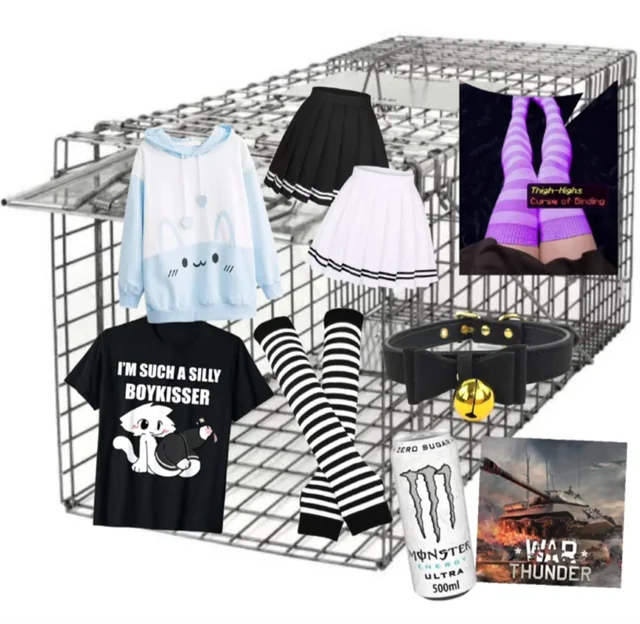 Thigh-Highs
Curse of Binding
I'M SUCH A SILLY
BOYKISSER
ZERO SUGAR
MONSTER
ENERGY
ULTRA
500ml
WAR
THUNDER